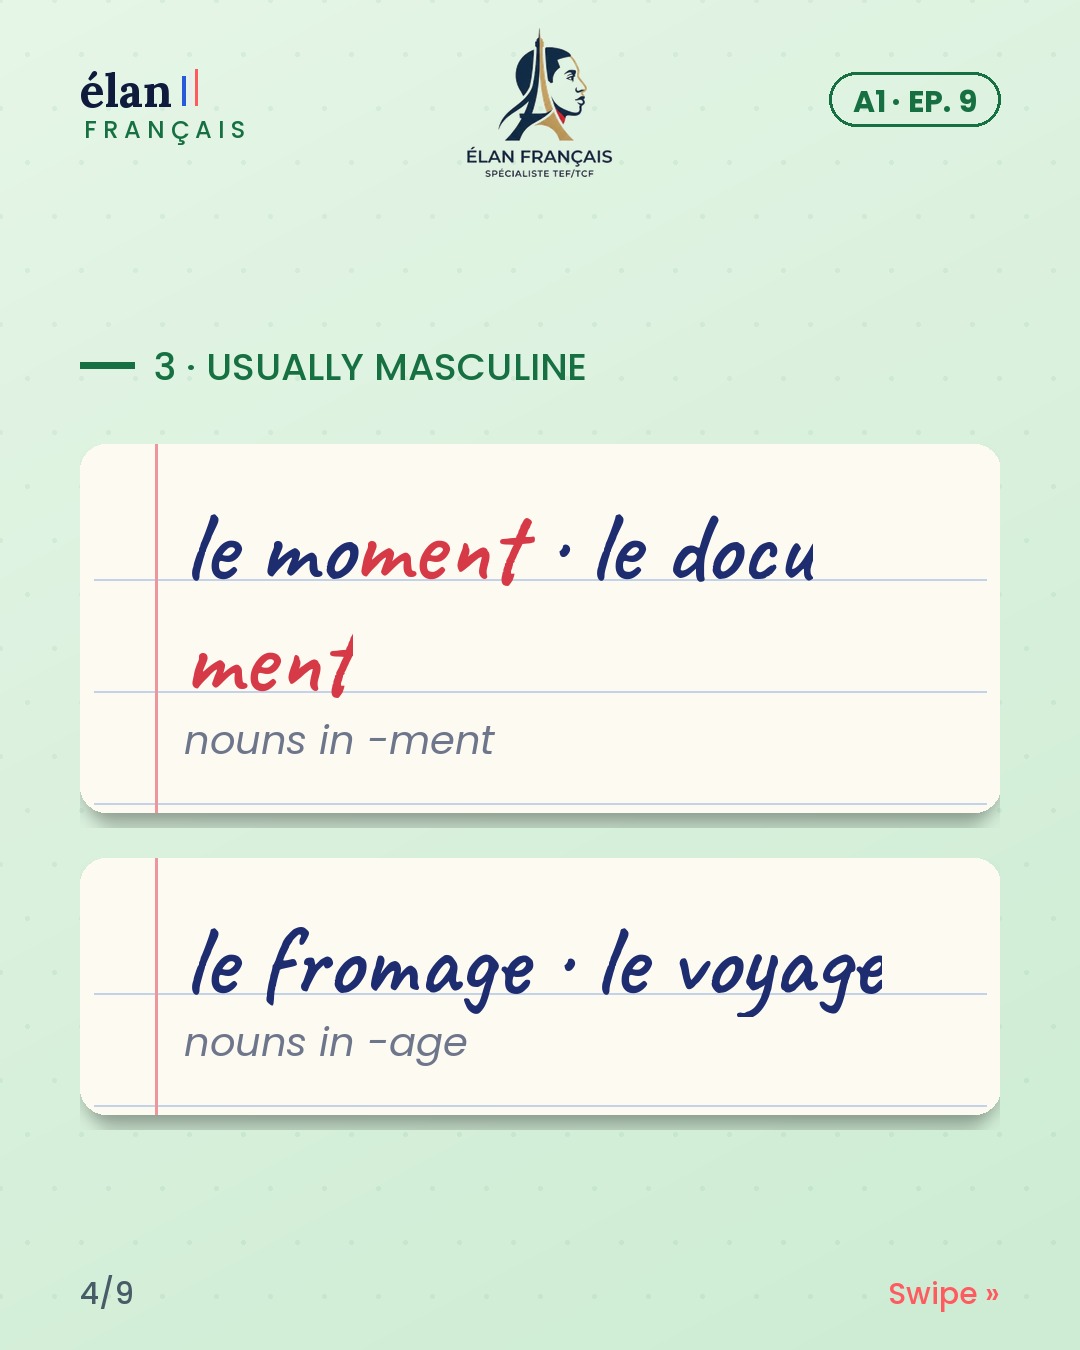 élan
FRANÇAIS
ÉLAN FRANÇAIS
SPÉCIALISTE TEF/TCF
A1 · EP. 9
3 · USUALLY MASCULINE
le moment · le docu
ment
nouns in -ment
le fromage · le voyage
nouns in -age
4/9
Swipe »